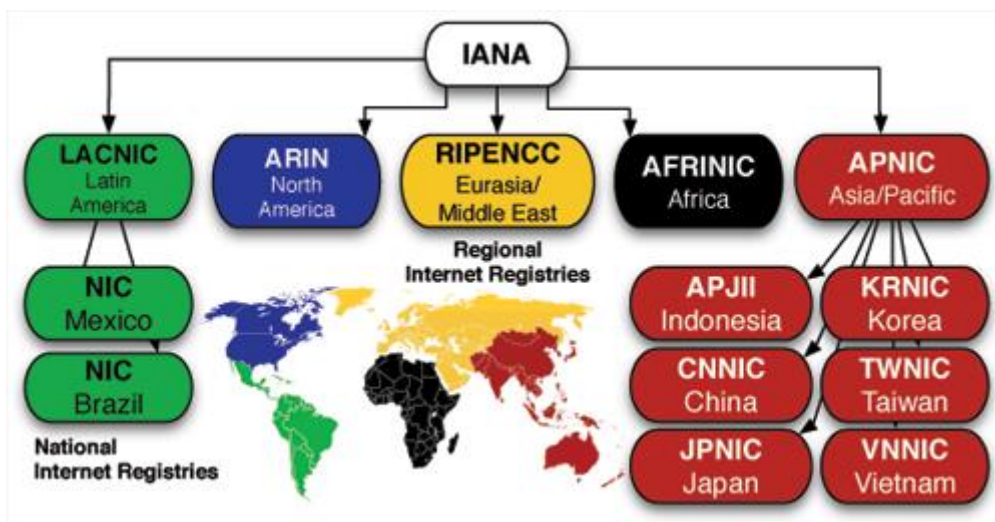 IANA
LACNIC
Latin
America
ARIN
North
America
RIPENCC
Eurasia/
Middle East
AFRINIC
Africa
APNIC
Asia/Pacific
Regional
Internet Registries
NIC
Mexico
NIC
Brazil
National
Internet Registries
APJII
Indonesia
KRNIC
Korea
CNNIC
China
TWNIC
Taiwan
JPNIC
Japan
VNNIC
Vietnam